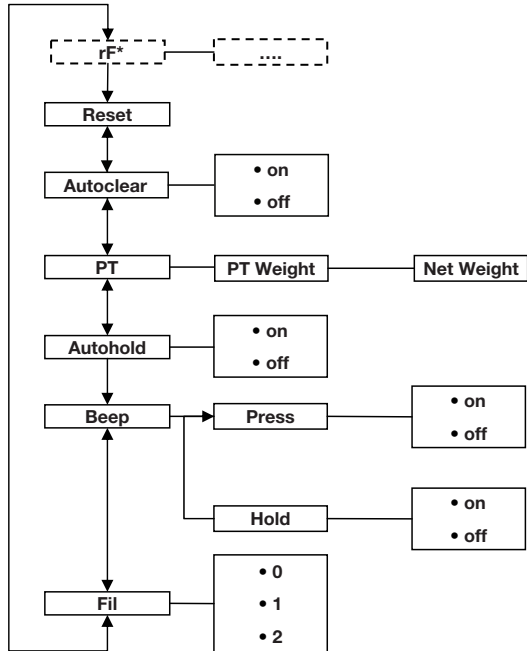 rF*
....
Reset
Autoclear
• on
• off
PT
PT Weight
Net Weight
Autohold
• on
• off
Beep
Press
• on
• off
Hold
• on
• off
Fil
• 0
• 1
• 2